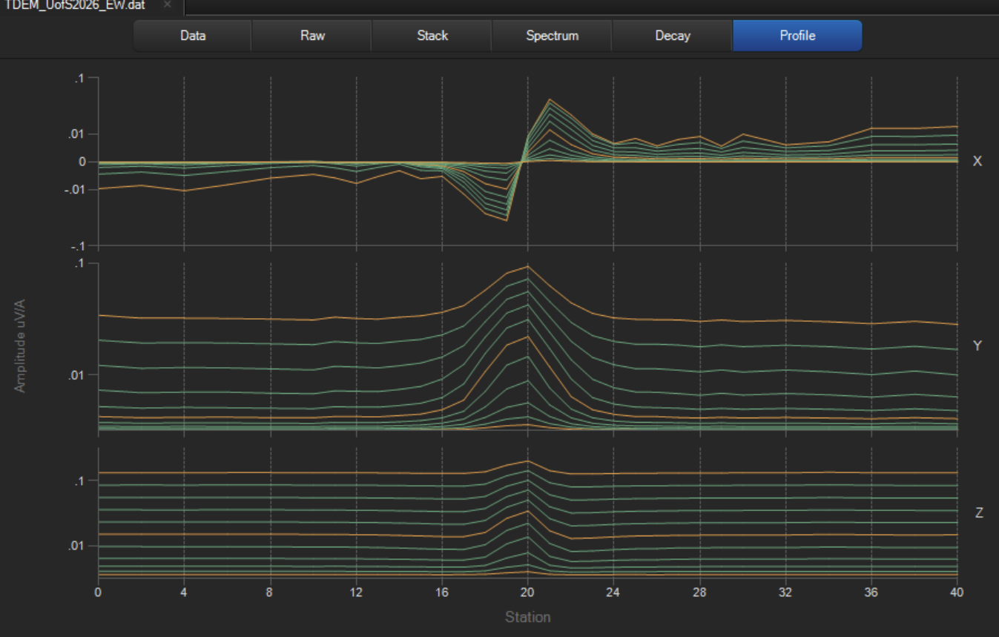 TDEM_UofS2026_EW.dat ×
Data Raw Stack Spectrum Decay Profile
.1
.01
0
-.01
-.1
X
.1
.01
Y
Amplitude uV/A
.1
.01
Z
0 4 8 12 16 20 24 28 32 36 40
Station